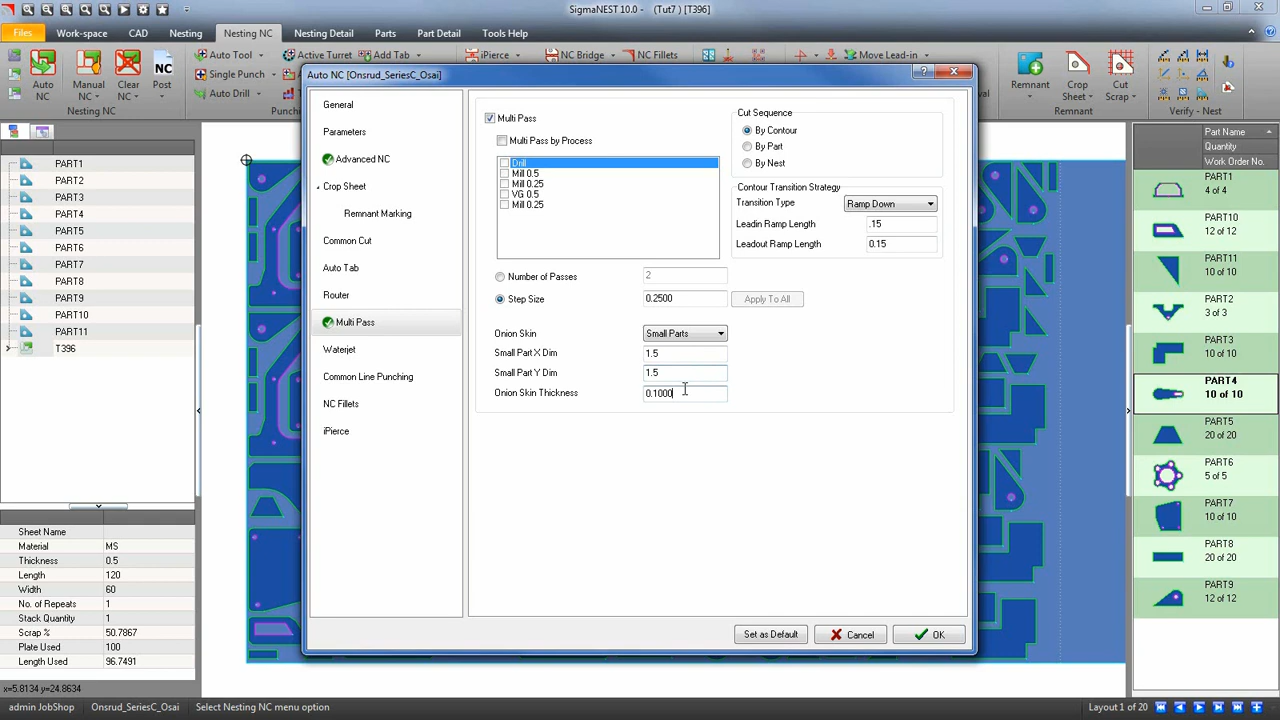 SigmaNEST 10.0 - (Tut7 ) [T396]
Files
Work-space
CAD
Nesting
Nesting NC
Nesting Detail
Parts
Part Detail
Tools Help
Auto NC
Manual NC
Clear NC
NC
Post
Nesting NC
Auto Tool
Single Punch
Auto Drill
Active Turret
Add Tab
iPierce
NC Bridge
NC Fillets
Move Lead-in
Remnant
Crop Sheet
Cut Scrap
Remnant
Verify - Nest
PART1
PART2
PART3
PART4
PART5
PART6
PART7
PART8
PART9
PART10
PART11
T396
Sheet Name
Material MS
Thickness 0.5
Length 120
Width 60
No. of Repeats 1
Stack Quantity 1
Scrap % 50.7867
Plate Used 100
Length Used 96.7491
x=5.8134 y=24.8634
Auto NC [Onsrud_SeriesC_Osai]
General
Parameters
Advanced NC
Crop Sheet
Remnant Marking
Common Cut
Auto Tab
Router
Multi Pass
Waterjet
Common Line Punching
NC Fillets
iPierce
Multi Pass
Multi Pass by Process
Drill
Mill 0.5
Mill 0.25
VG 0.5
Mill 0.25
Number of Passes 2
Step Size 0.2500 Apply To All
Onion Skin Small Parts
Small Part X Dim 1.5
Small Part Y Dim 1.5
Onion Skin Thickness 0.1000
Cut Sequence
By Contour
By Part
By Nest
Contour Transition Strategy
Transition Type Ramp Down
Leadin Ramp Length .15
Leadout Ramp Length 0.15
Set as Default
Cancel
OK
Part Name
Quantity
Work Order No.
PART1
4 of 4
PART10
12 of 12
PART11
10 of 10
PART2
3 of 3
PART3
10 of 10
PART4
10 of 10
PART5
20 of 20
PART6
5 of 5
PART7
10 of 10
PART8
20 of 20
PART9
12 of 12
admin JobShop
Onsrud_SeriesC_Osai
Select Nesting NC menu option
Layout 1 of 20